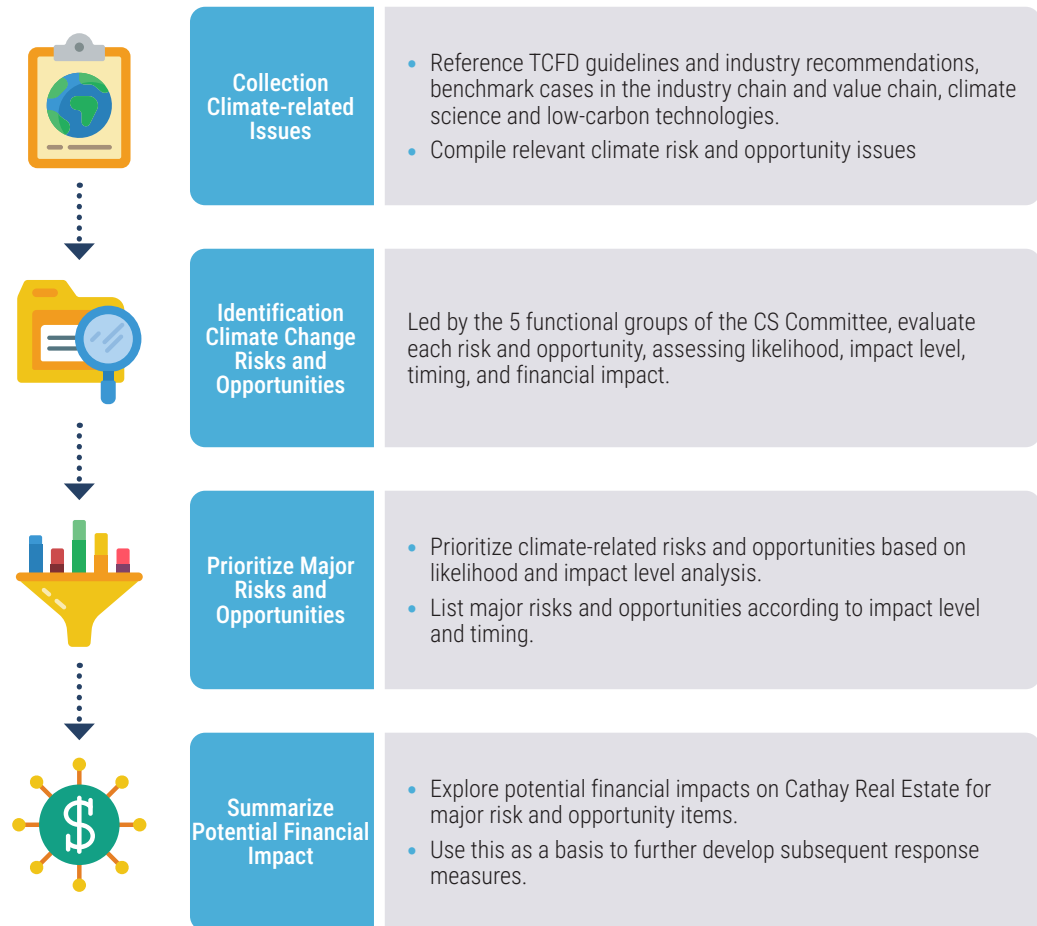 Collection
Climate-related
Issues
• Reference TCFD guidelines and industry recommendations,
benchmark cases in the industry chain and value chain, climate
science and low-carbon technologies.
• Compile relevant climate risk and opportunity issues
Identification
Climate Change
Risks and
Opportunities
Led by the 5 functional groups of the CS Committee, evaluate
each risk and opportunity, assessing likelihood, impact level,
timing, and financial impact.
Prioritize Major
Risks and
Opportunities
• Prioritize climate-related risks and opportunities based on
likelihood and impact level analysis.
• List major risks and opportunities according to impact level
and timing.
$
Summarize
Potential Financial
Impact
• Explore potential financial impacts on Cathay Real Estate for
major risk and opportunity items.
• Use this as a basis to further develop subsequent response
measures.